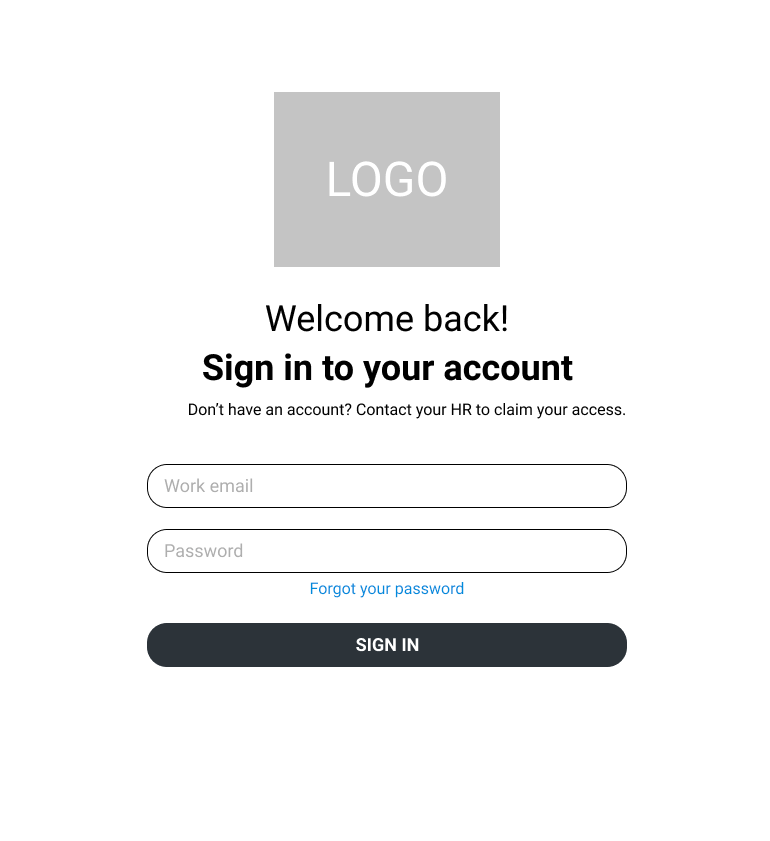 LOGO
Welcome back!
Sign in to your account
Don’t have an account? Contact your HR to claim your access.
Work email
Password
Forgot your password
SIGN IN